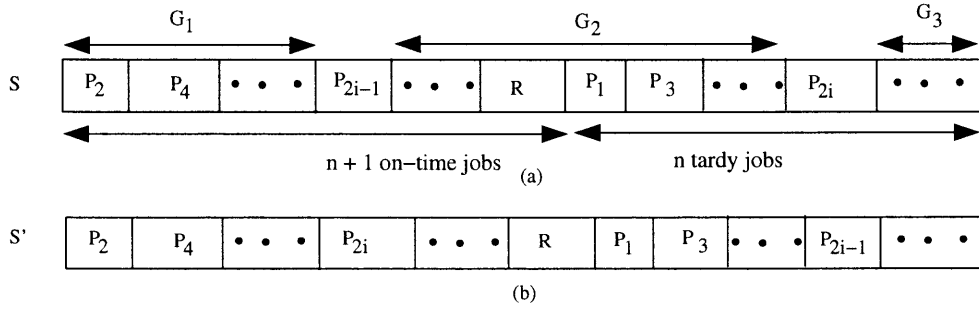 G₁ G₂ G₃
S P₂ P₄ • • • P₂ᵢ₋₁ • • • R P₁ P₃ • • • P₂ᵢ • • •
n + 1 on−time jobs n tardy jobs
(a)
S' P₂ P₄ • • • P₂ᵢ • • • R P₁ P₃ • • • P₂ᵢ₋₁ • • •
(b)